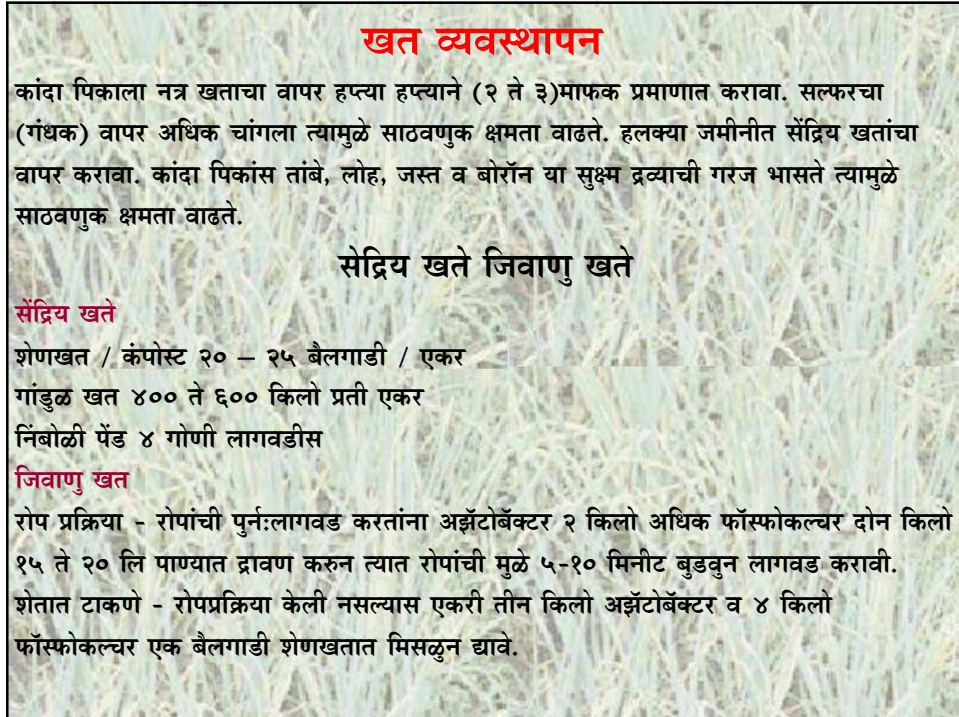 खत व्यवस्थापन
कांदा पिकाला नत्र खताचा वापर हप्त्या हप्त्याने (२ ते ३)माफक प्रमाणात करावा. सल्फरचा
(गंधक) वापर अधिक चांगला त्यामुळे साठवणुक क्षमता वाढते. हलक्या जमीनीत सेंद्रिय खतांचा
वापर करावा. कांदा पिकांस तांबे, लोह, जस्त व बोरॉन या सुक्ष्म द्रव्याची गरज भासते त्यामुळे
साठवणुक क्षमता वाढते.
सेद्रिय खते जिवाणु खते
सेंद्रिय खते
शेणखत / कंपोस्ट २० – २५ बैलगाडी / एकर
गांडुळ खत ४०० ते ६०० किलो प्रती एकर
निंबोळी पेंड ४ गोणी लागवडीस
जिवाणु खत
रोप प्रक्रिया - रोपांची पुर्नःलागवड करतांना अझॅटोबॅक्टर २ किलो अधिक फॉस्फोकल्चर दोन किलो
१५ ते २० लि पाण्यात द्रावण करुन त्यात रोपांची मुळे ५-१० मिनीट बुडवुन लागवड करावी.
शेतात टाकणे - रोपप्रक्रिया केली नसल्यास एकरी तीन किलो अझॅटोबॅक्टर व ४ किलो
फॉस्फोकल्चर एक बैलगाडी शेणखतात मिसळुन द्यावे.